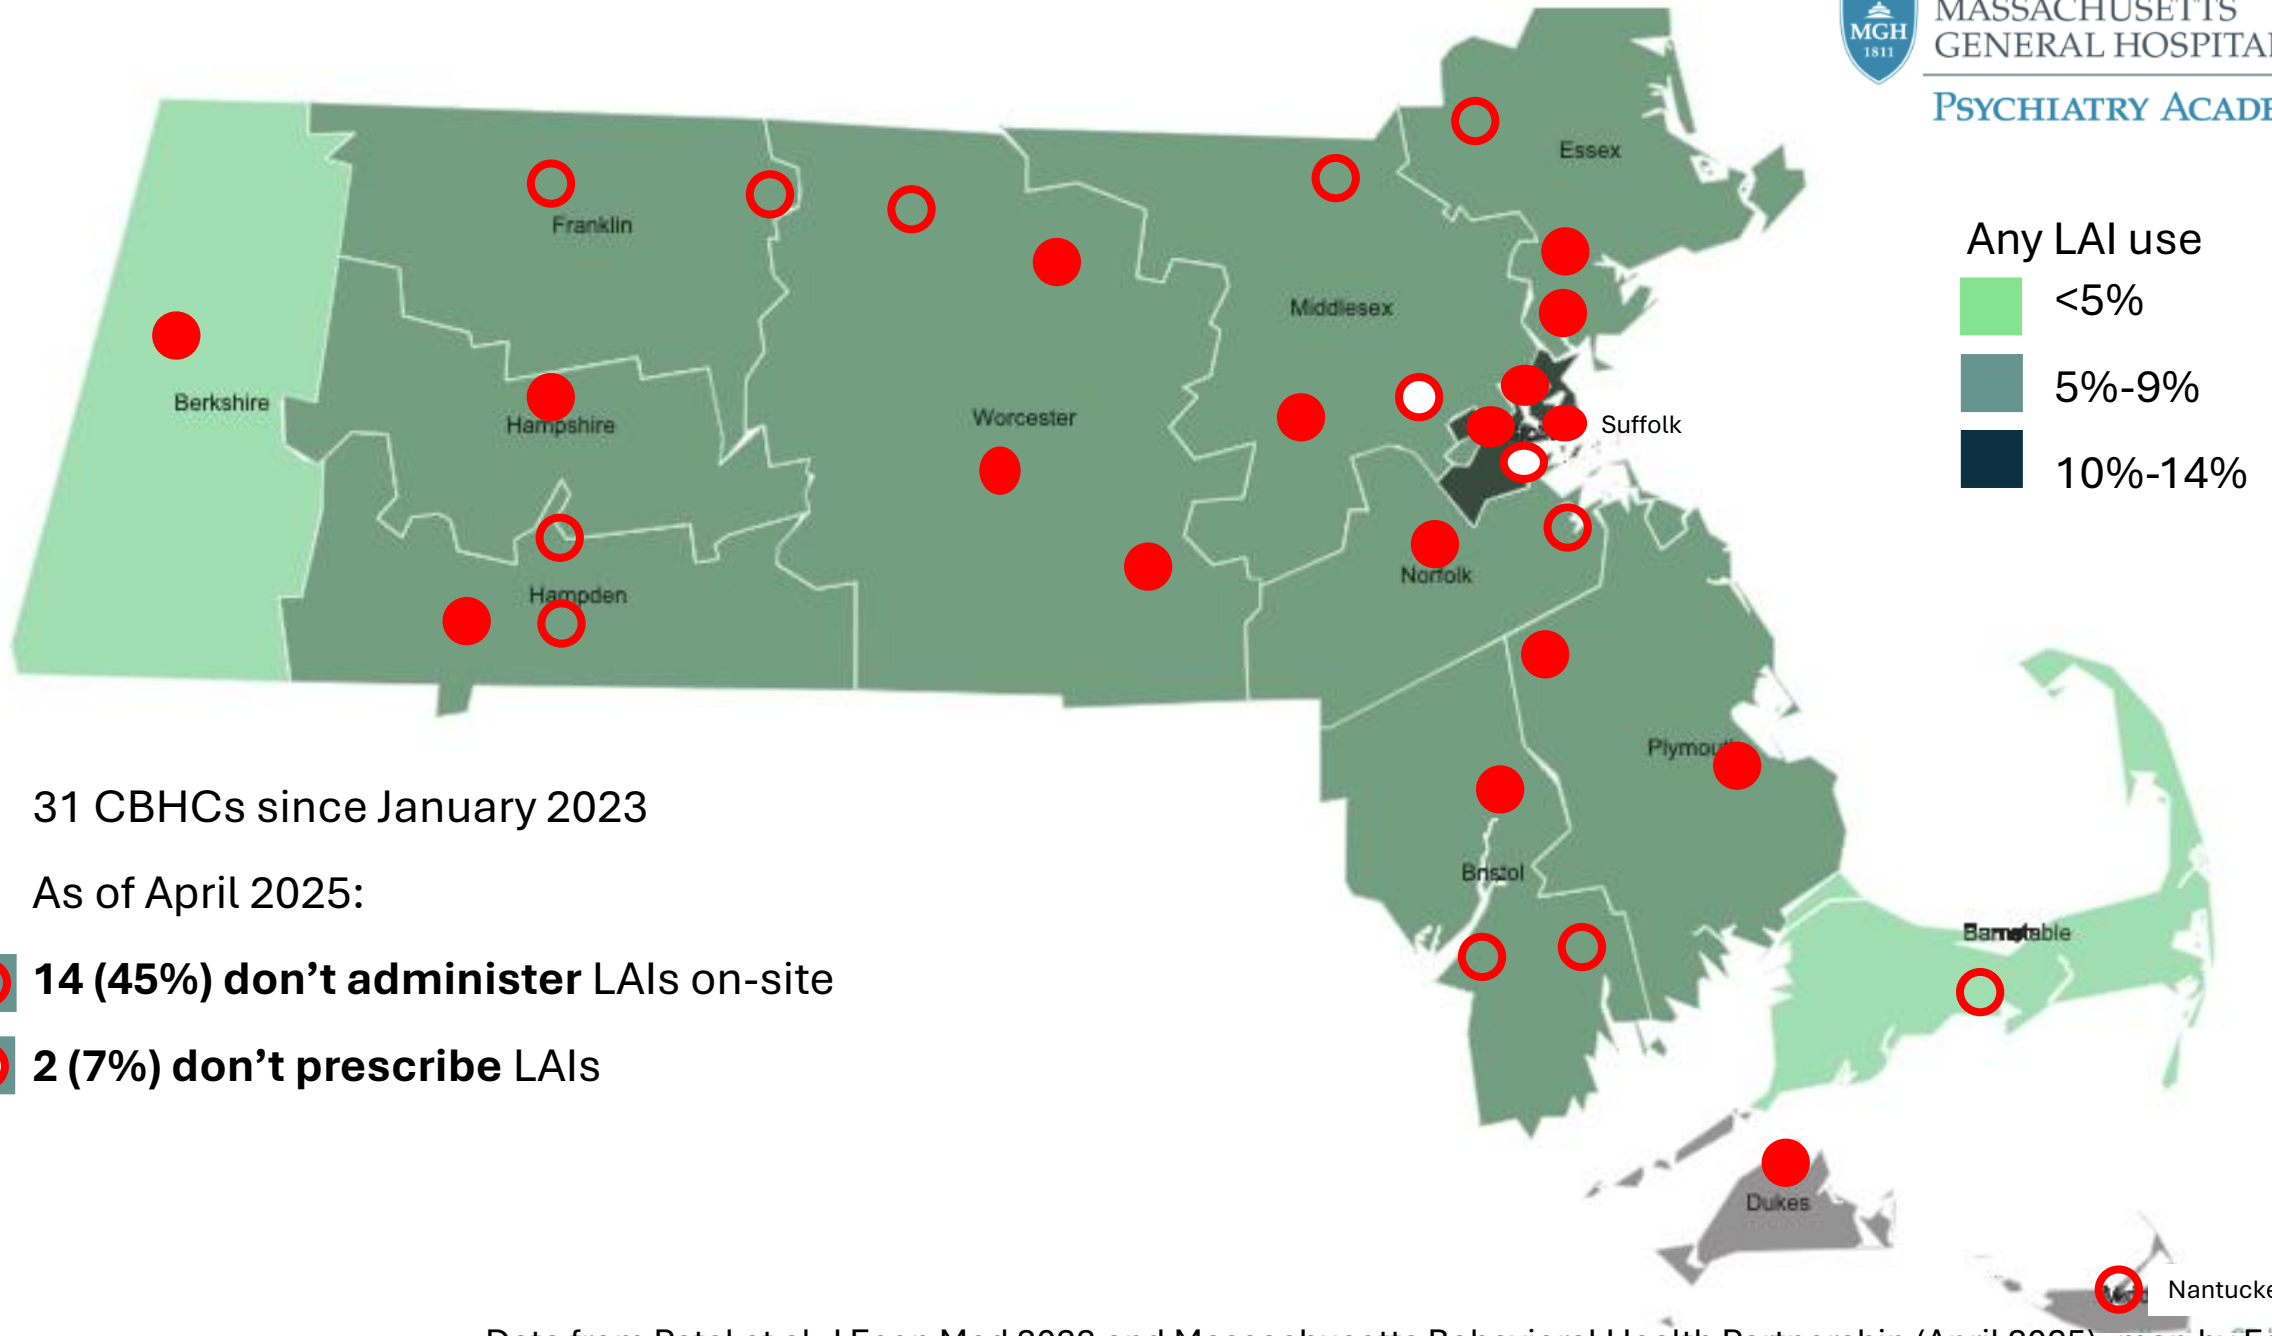 MASSACHUSETTS
GENERAL HOSPITAL
MGH
1811
PSYCHIATRY ACADE
Essex
Franklin
Any LAI use
<5%
Middlesex
5%-9%
Berkshire
Worcester
Hampshire
Suffolk
10%-14%
Norfolk
Hampden
Plymou
31 CBHCs since January 2023
Bristol
As of April 2025:
Barnstable
14 (45%) don’t administer LAIs on-site
2 (7%) don’t prescribe LAIs
Dukes
Nantucke